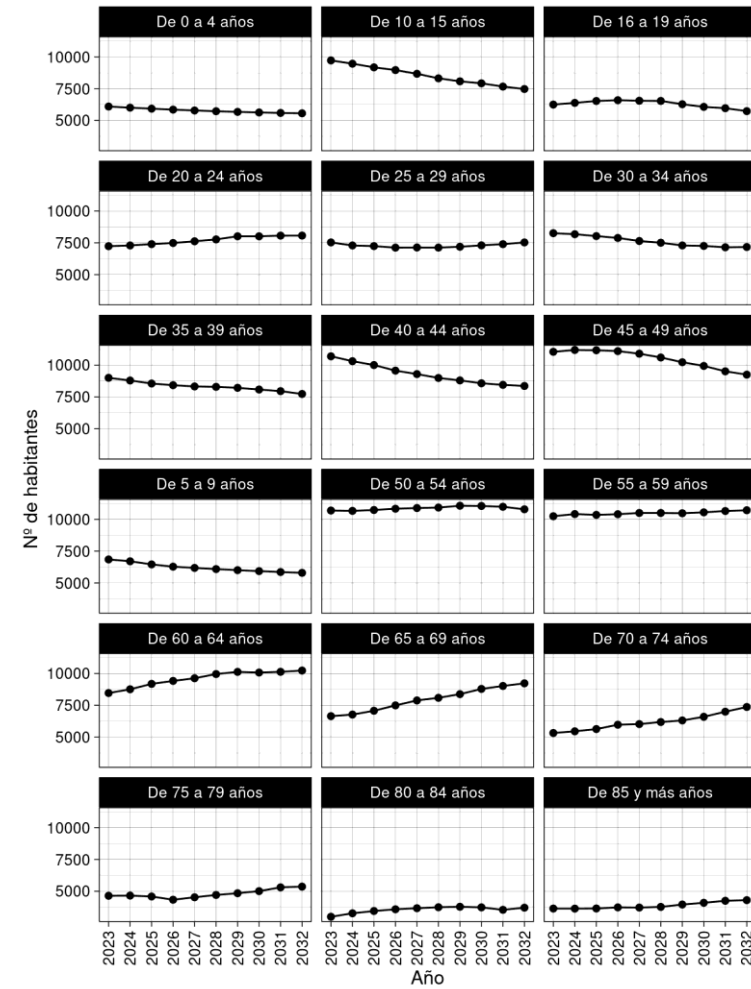 De 0 a 4 años
De 10 a 15 años
De 16 a 19 años
10000
7500
5000
De 20 a 24 años
De 25 a 29 años
De 30 a 34 años
10000
7500
5000
De 35 a 39 años
De 40 a 44 años
De 45 a 49 años
10000
7500
5000
De 5 a 9 años
De 50 a 54 años
De 55 a 59 años
10000
7500
5000
De 60 a 64 años
De 65 a 69 años
De 70 a 74 años
10000
7500
5000
De 75 a 79 años
De 80 a 84 años
De 85 y más años
10000
7500
5000
Nº de habitantes
2023 2024 2025 2026 2027 2028 2029 2030 2031 2032
2023 2024 2025 2026 2027 2028 2029 2030 2031 2032
2023 2024 2025 2026 2027 2028 2029 2030 2031 2032
Año